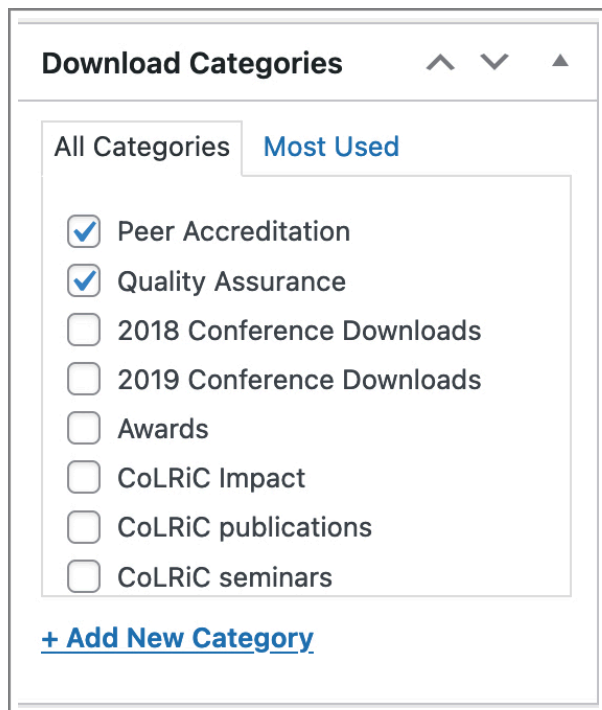 Download Categories
All Categories Most Used
Peer Accreditation
Quality Assurance
2018 Conference Downloads
2019 Conference Downloads
Awards
CoLRiC Impact
CoLRiC publications
CoLRiC seminars
+ Add New Category